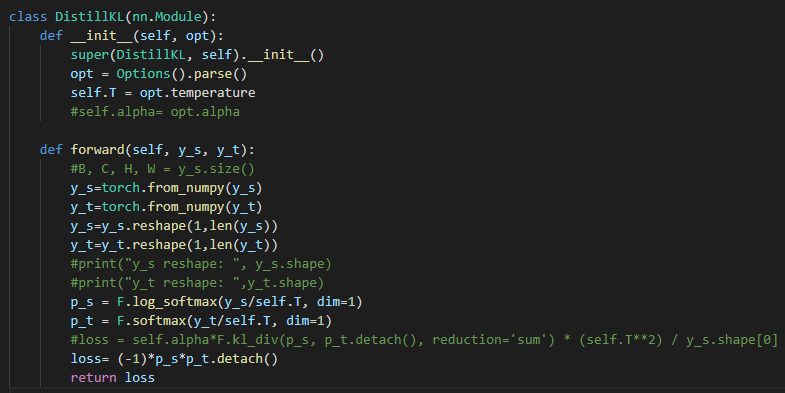 class DistillKL(nn.Module):
    def __init__(self, opt):
        super(DistillKL, self).__init__()
        opt = Options().parse()
        self.T = opt.temperature
        #self.alpha= opt.alpha

    def forward(self, y_s, y_t):
        #B, C, H, W = y_s.size()
        y_s=torch.from_numpy(y_s)
        y_t=torch.from_numpy(y_t)
        y_s=y_s.reshape(1,len(y_s))
        y_t=y_t.reshape(1,len(y_t))
        #print("y_s reshape: ", y_s.shape)
        #print("y_t reshape: ",y_t.shape)
        p_s = F.log_softmax(y_s/self.T, dim=1)
        p_t = F.softmax(y_t/self.T, dim=1)
        #loss = self.alpha*F.kl_div(p_s, p_t.detach(), reduction='sum') * (self.T**2) / y_s.shape[0]
        loss= (-1)*p_s*p_t.detach()
        return loss